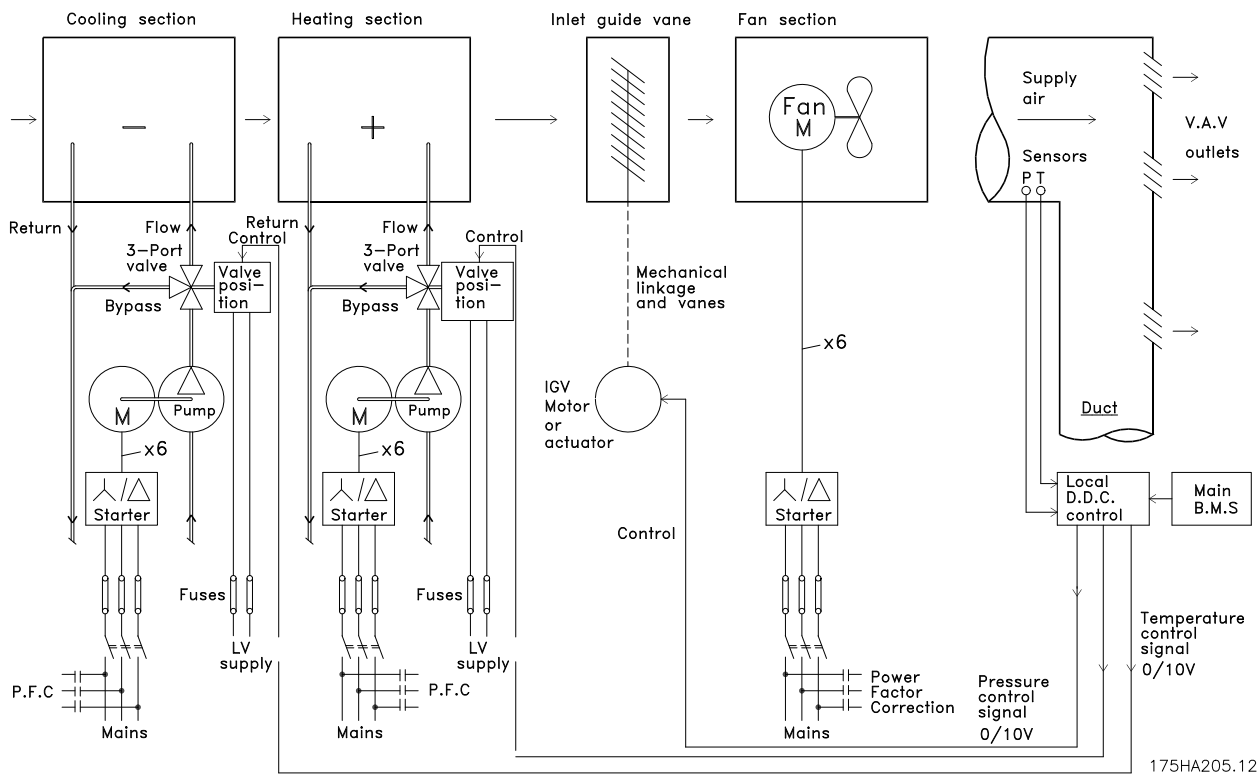 Cooling section
Heating section
Inlet guide vane
Fan section
−
+
Fan
M
Supply
air
V.A.V
outlets
Sensors
P T
Return
Flow
3-Port
valve
Bypass
Control
Valve
posi-
tion
Return
Flow
3-Port
valve
Bypass
Control
Valve
posi-
tion
Mechanical
linkage
and vanes
x6
M
Pump
x6
Starter
M
Pump
x6
Starter
IGV
Motor
or
actuator
Duct
Starter
Local
D.D.C.
control
Main
B.M.S
Control
Fuses
Fuses
LV
supply
LV
supply
P.F.C
Mains
P.F.C
Mains
Power
Factor
Correction
Mains
Pressure
control
signal
0/10V
Temperature
control
signal
0/10V
175HA205.12